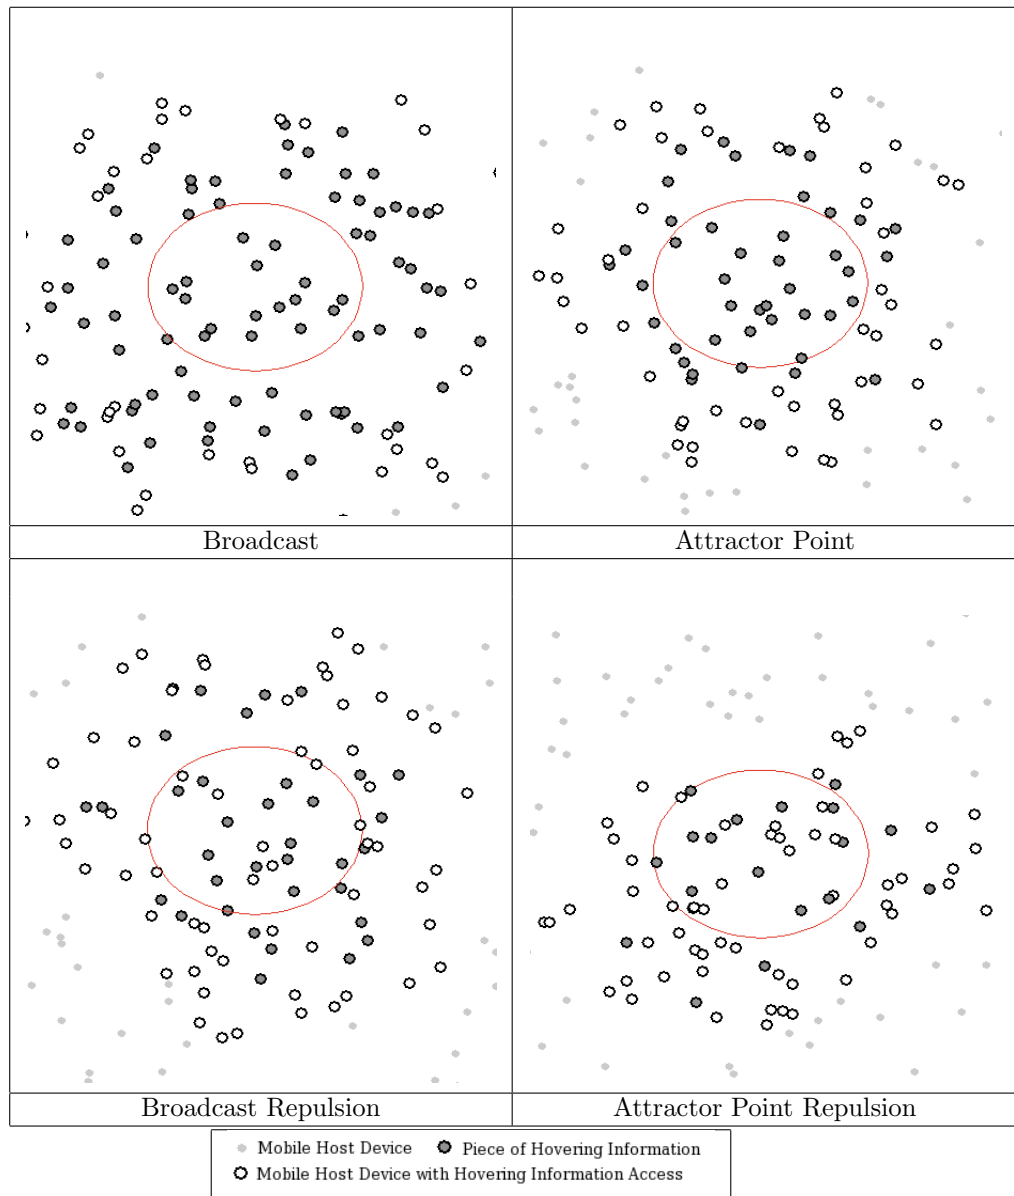 Broadcast
Attractor Point
Broadcast Repulsion
Attractor Point Repulsion
Mobile Host Device
Piece of Hovering Information
Mobile Host Device with Hovering Information Access